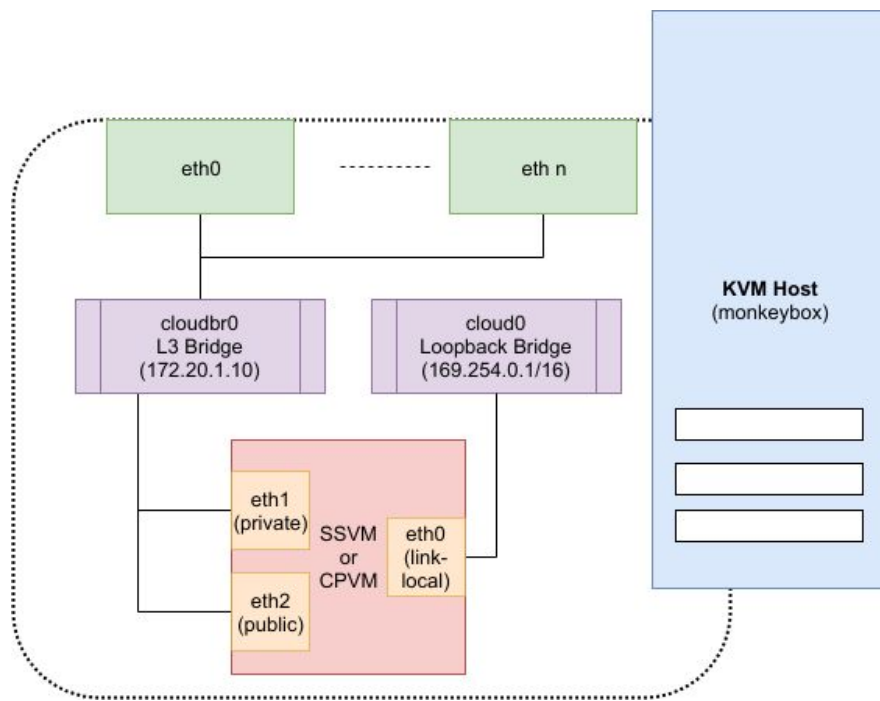 eth0
eth n
KVM Host
(monkeybox)
cloudbr0
L3 Bridge
(172.20.1.10)
cloud0
Loopback Bridge
(169.254.0.1/16)
eth1
(private)
SSVM
or
CPVM
eth0
(link-
local)
eth2
(public)